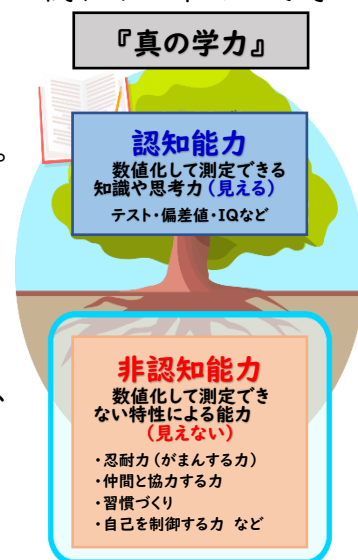 『真の学力』
認知能力
数値化して測定できる
知識や思考力(見える)
テスト・偏差値・IQなど
非認知能力
数値化して測定でき
ない特性による能力
(見えない)
・忍耐力(がまんする力)
・仲間と協力する力
・習慣づくり
・自己を制御する力 など